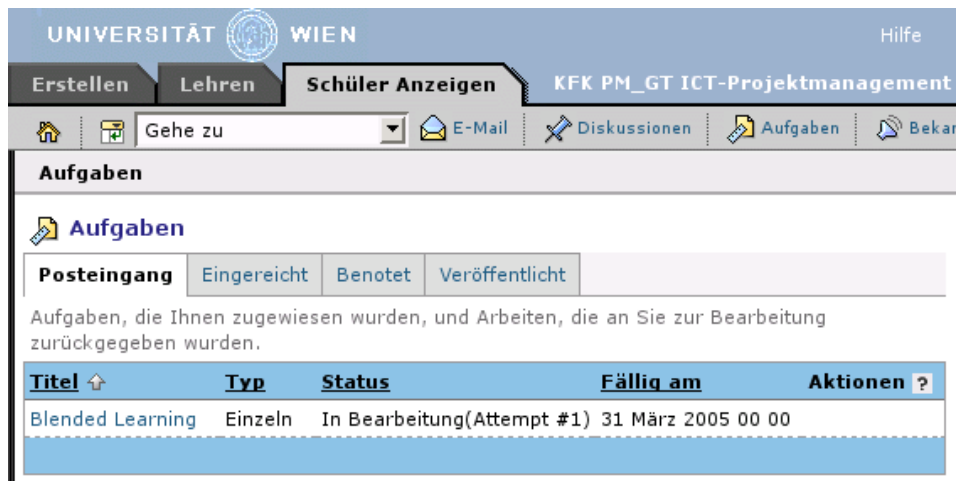 UNIVERSITÄT WIEN
Hilfe
Erstellen Lehren Schüler Anzeigen KFK PM_GT ICT-Projektmanagement
Gehe zu E-Mail Diskussionen Aufgaben
Aufgaben
Aufgaben
Posteingang Eingereicht Benotet Veröffentlicht
Aufgaben, die Ihnen zugewiesen wurden, und Arbeiten, die an Sie zur Bearbeitung
zurückgegeben wurden.
Titel Typ Status Fällig am Aktionen ?
Blended Learning Einzeln In Bearbeitung(Attempt #1) 31 März 2005 00 00